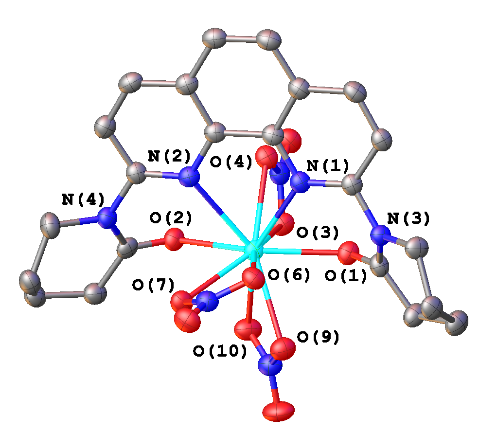 N(2)
O(4)
N(1)
N(4)
O(2)
O(3)
N(3)
O(7)
O(6)
O(1)
O(10)
O(9)